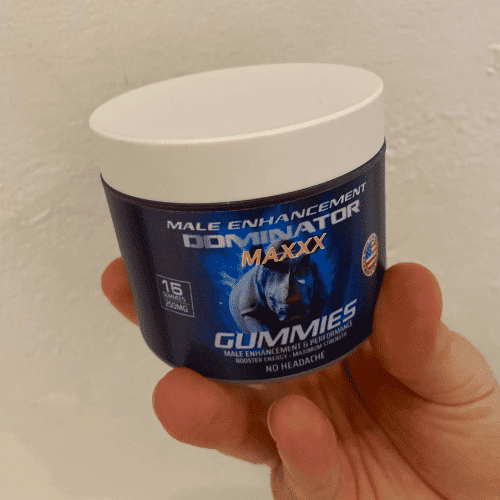 MALE ENHANCEMENT
DOMINATOR
MAXXX
15
GUMMIES
250MG
GUMMIES
MALE ENHANCEMENT & PERFORMANCE
BOOSTER ENERGY - MAXIMUM STRENGTH
NO HEADACHE